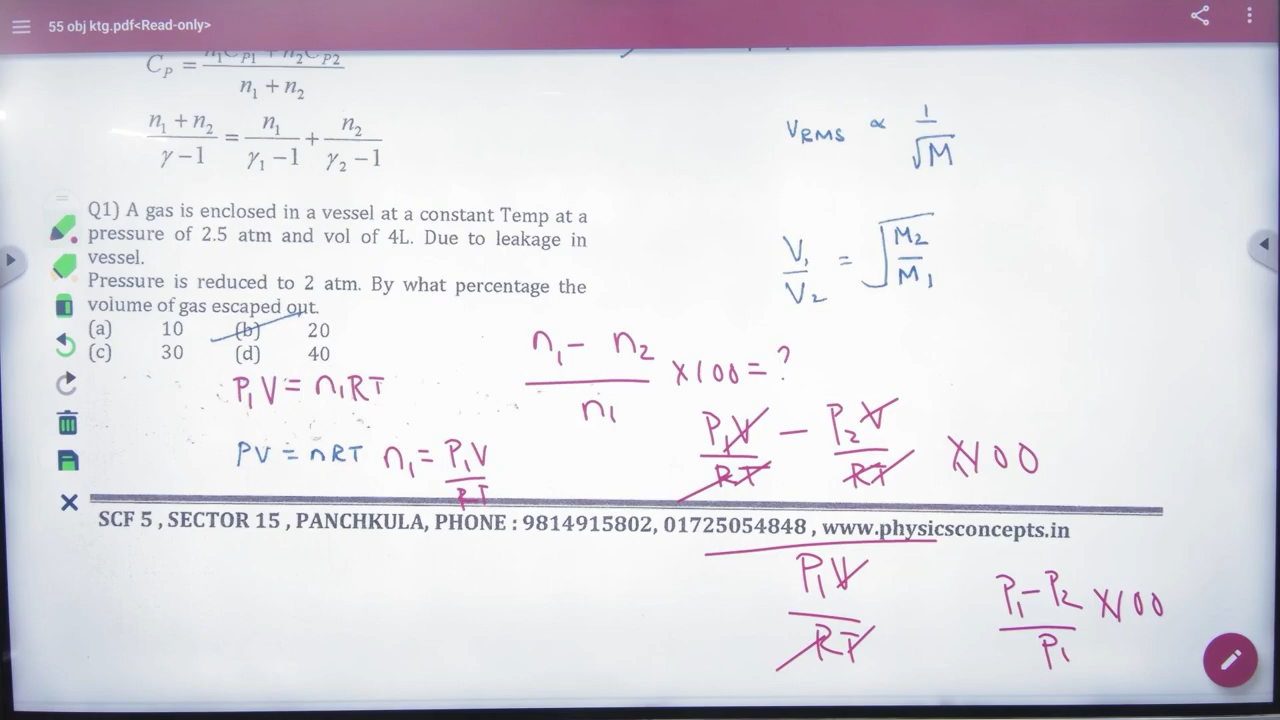 55 obj ktg.pdf<Read-only>
C_P = n₁C_P1 + n₂C_P2 / n₁ + n₂
n₁ + n₂ / γ − 1 = n₁ / γ₁ − 1 + n₂ / γ₂ − 1
Q1) A gas is enclosed in a vessel at a constant Temp at a
pressure of 2.5 atm and vol of 4L. Due to leakage in
vessel.
Pressure is reduced to 2 atm. By what percentage the
volume of gas escaped out.
(a) 10 (b) 20
(c) 30 (d) 40
P₁V = n₁RT
PV = nRT n₁ = P₁V / RT
V_RMS ∝ 1 / √M
V₁ / V₂ = √ M₂ / M₁
n₁ − n₂ / n₁ ×100 = ?
P₁V / RT − P₂V / RT ×100
SCF 5 , SECTOR 15 , PANCHKULA, PHONE : 9814915802, 01725054848 , www.physicsconcepts.in
P₁V / RT
P₁−P₂ / P₁ ×100